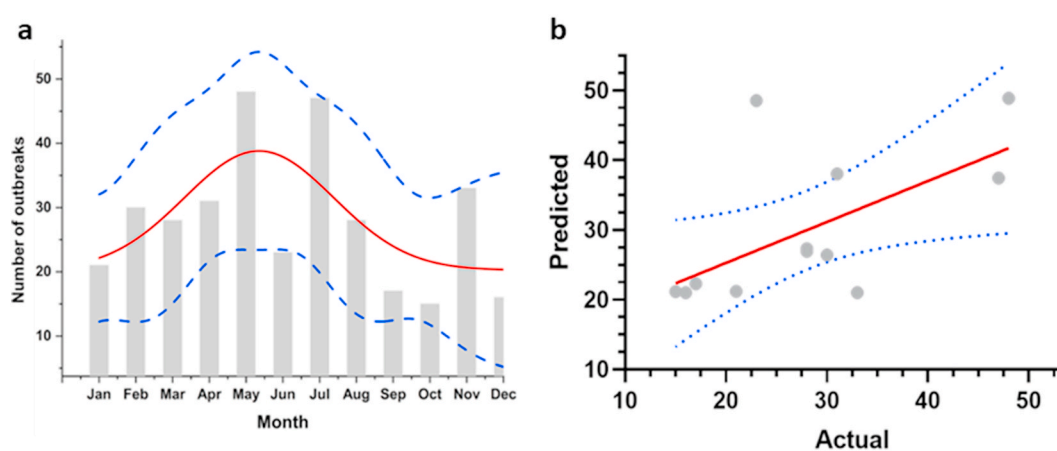 a
Number of outbreaks
50
40
30
20
10
Jan Feb Mar Apr May Jun Jul Aug Sep Oct Nov Dec
Month
b
Predicted
50
40
30
20
10
10 20 30 40 50
Actual